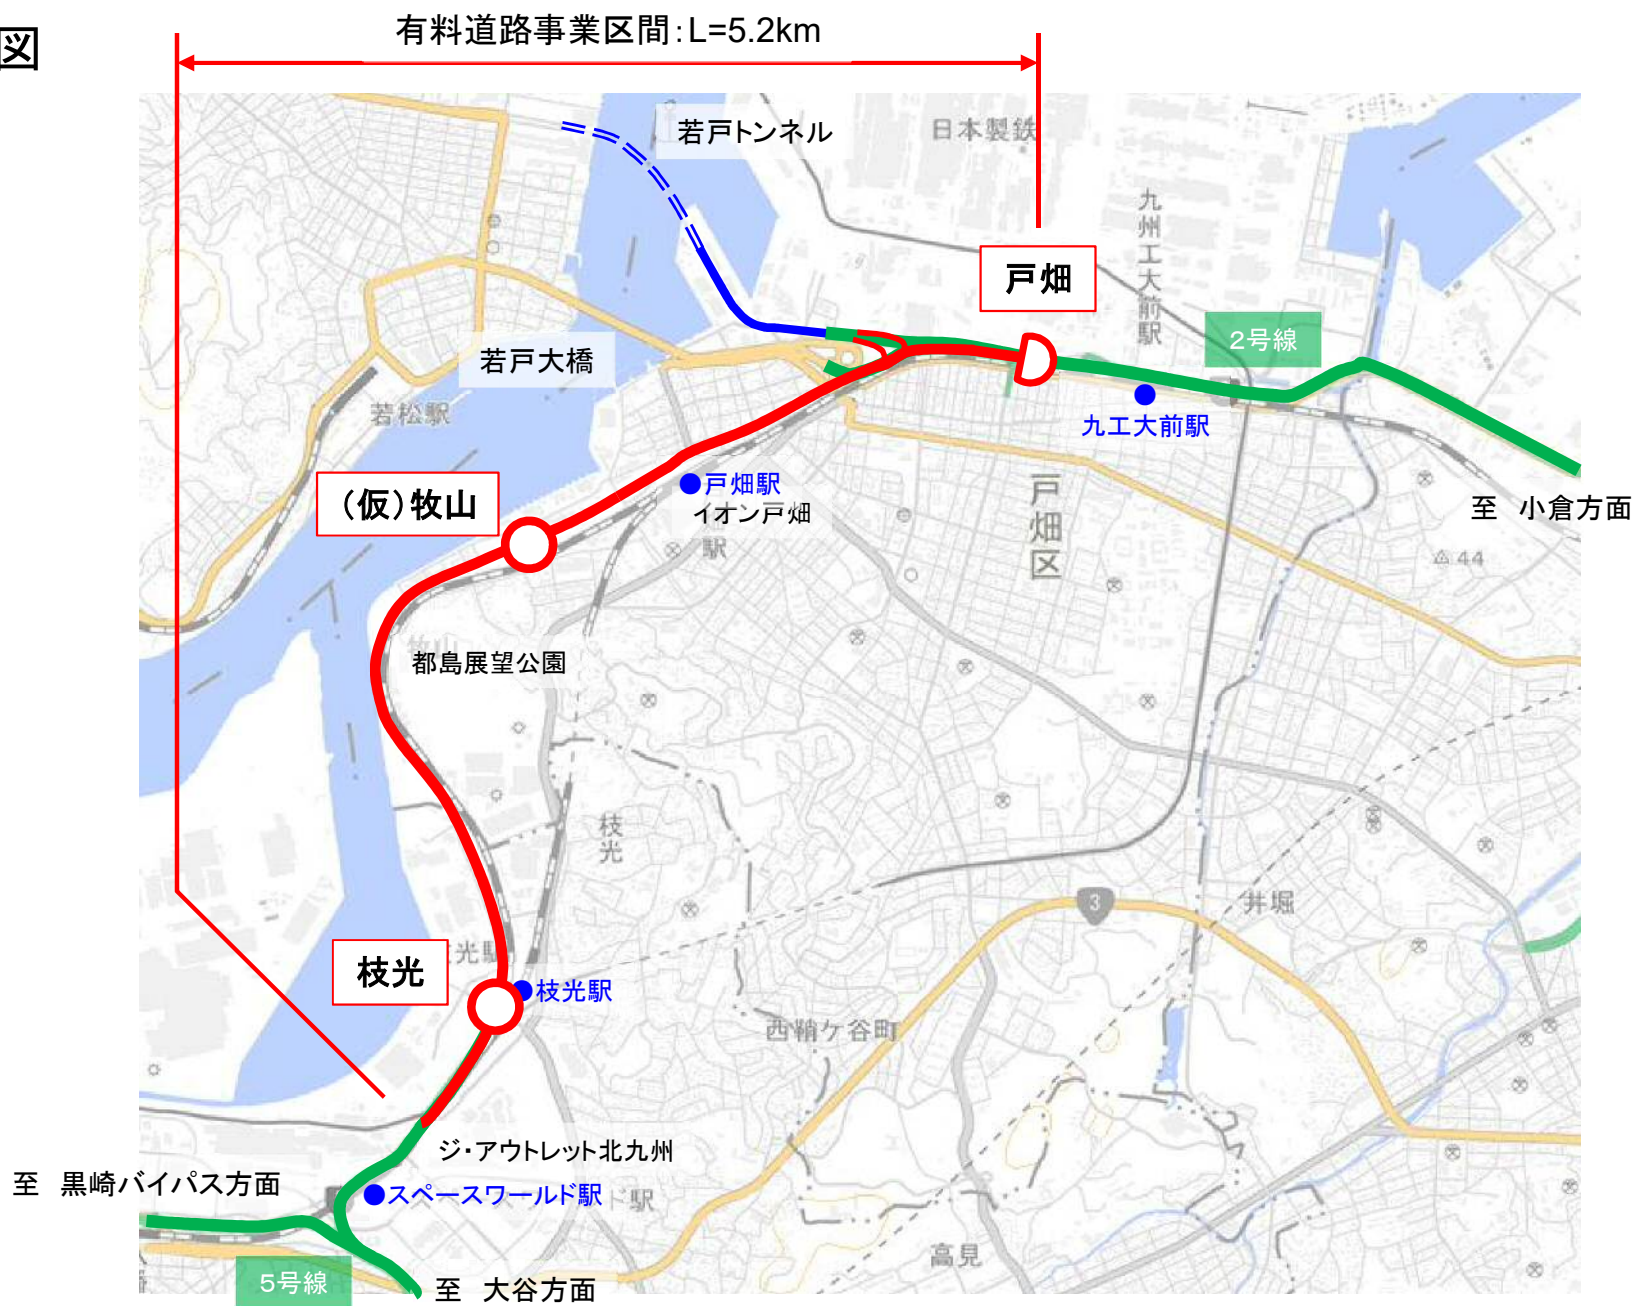 図
有料道路事業区間：L=5.2km
若戸トンネル
日本製鉄
九州工大前駅
戸畑
2号線
若戸大橋
若松駅
九工大前駅
(仮)牧山
戸畑駅
イオン戸畑
駅
戸畑区
至 小倉方面
44
都島展望公園
枝光
3
井堀
枝光
光駅
枝光駅
西鞘ケ谷町
ジ・アウトレット北九州
至 黒崎バイパス方面
スペースワールド駅
ド駅
高見
5号線
至 大谷方面